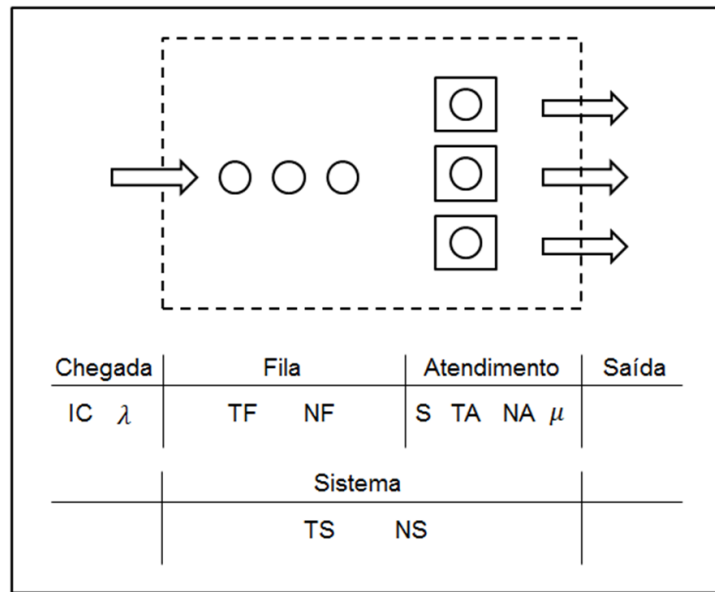 Chegada Fila Atendimento Saída
IC λ TF NF S TA NA μ
Sistema
TS NS